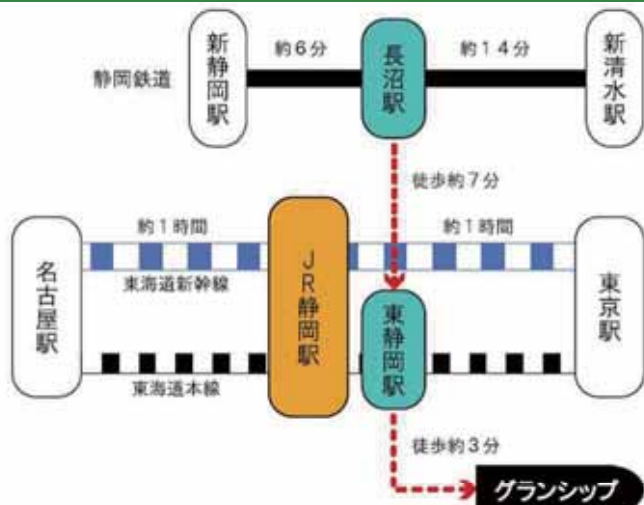 静岡鉄道
新静岡駅
約6分
長沼駅
約14分
新清水駅
徒歩約7分
名古屋駅
約1時間
東海道新幹線
JR静岡駅
約1時間
東京駅
東海道本線
東静岡駅
徒歩約3分
グランシップ